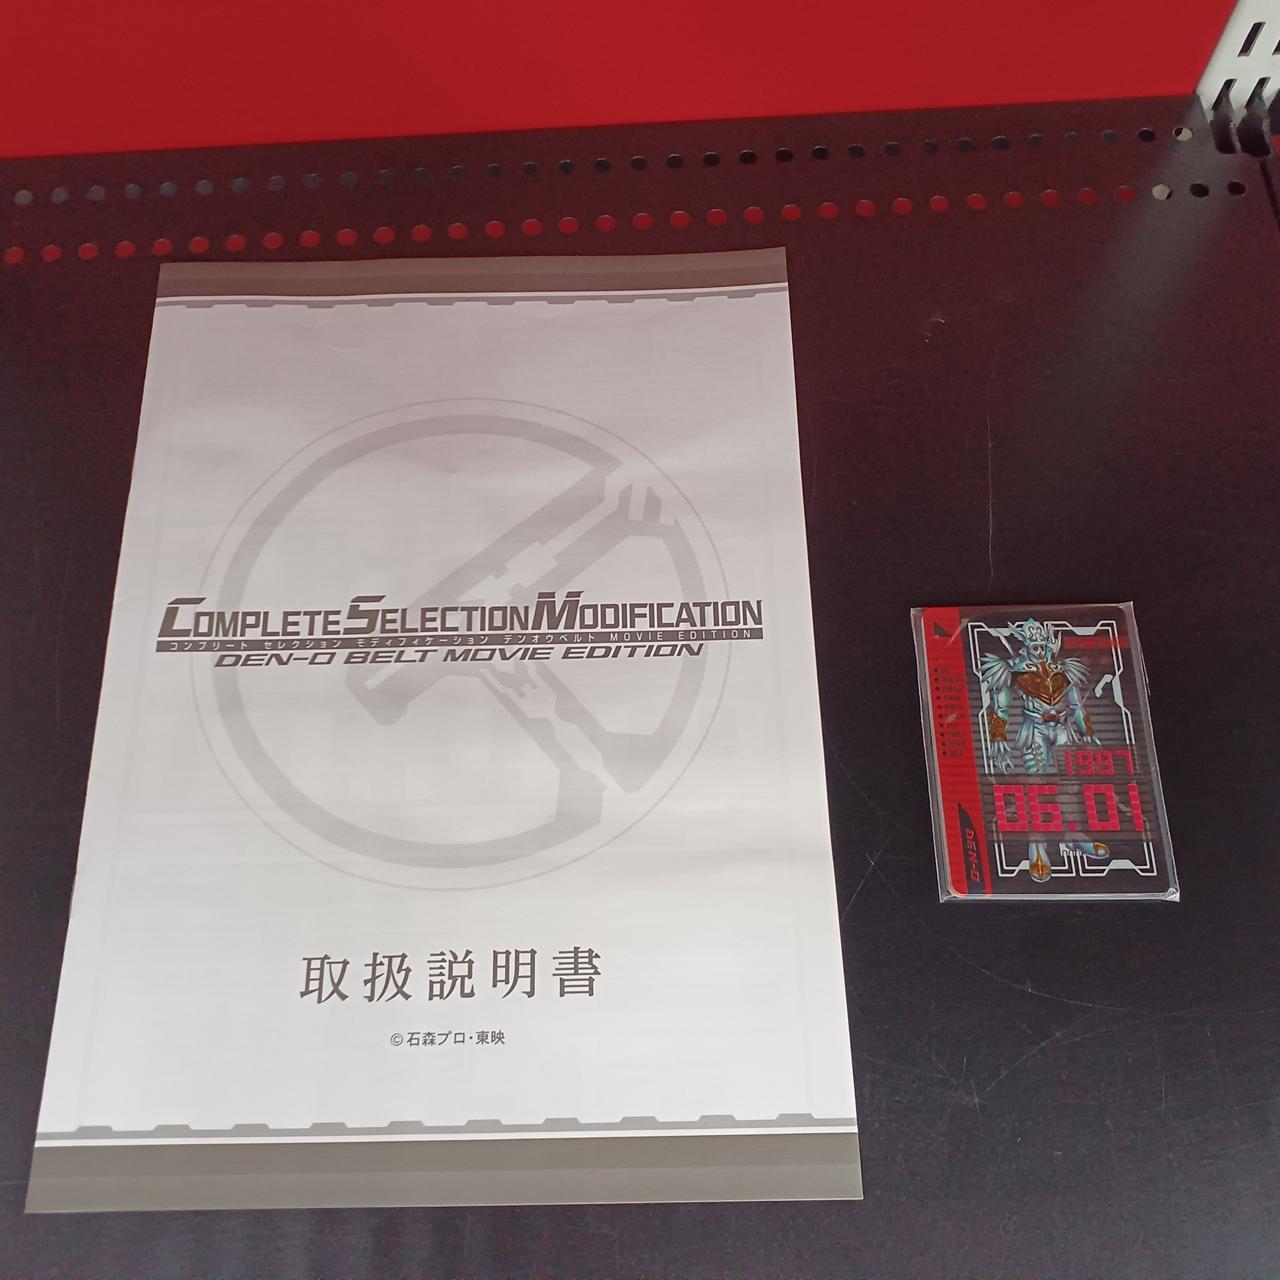 COMPLETE SELECTION MODIFICATION
コンプリート セレクション モディフィケーション デンオウベルト MOVIE EDITION
DEN-O BELT MOVIE EDITION
取扱説明書
©石森プロ・東映
1997
06.01
DEN-O